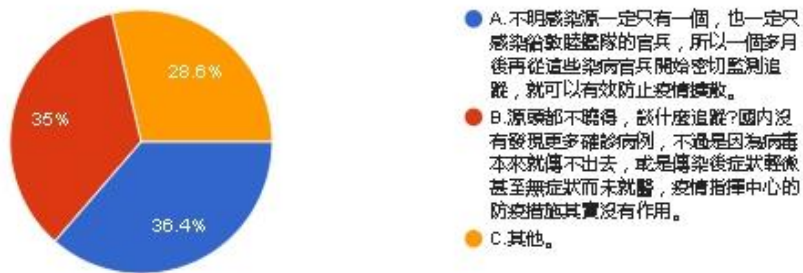 28.6%
35%
36.4%
A.不明感染源一定只有一個，也一定只
感染給敦睦艦隊的官兵，所以一個多月
後再從這些染病官兵開始密切監測追
蹤，就可以有效防止疫情擴散。
B.源頭都不曉得，談什麼追蹤?國內沒
有發現更多確診病例，不過是因為病毒
本來就傳不出去，或是傳染後症狀輕微
甚至無症狀而未就醫，疫情指揮中心的
防疫措施其實沒有作用。
C.其他。